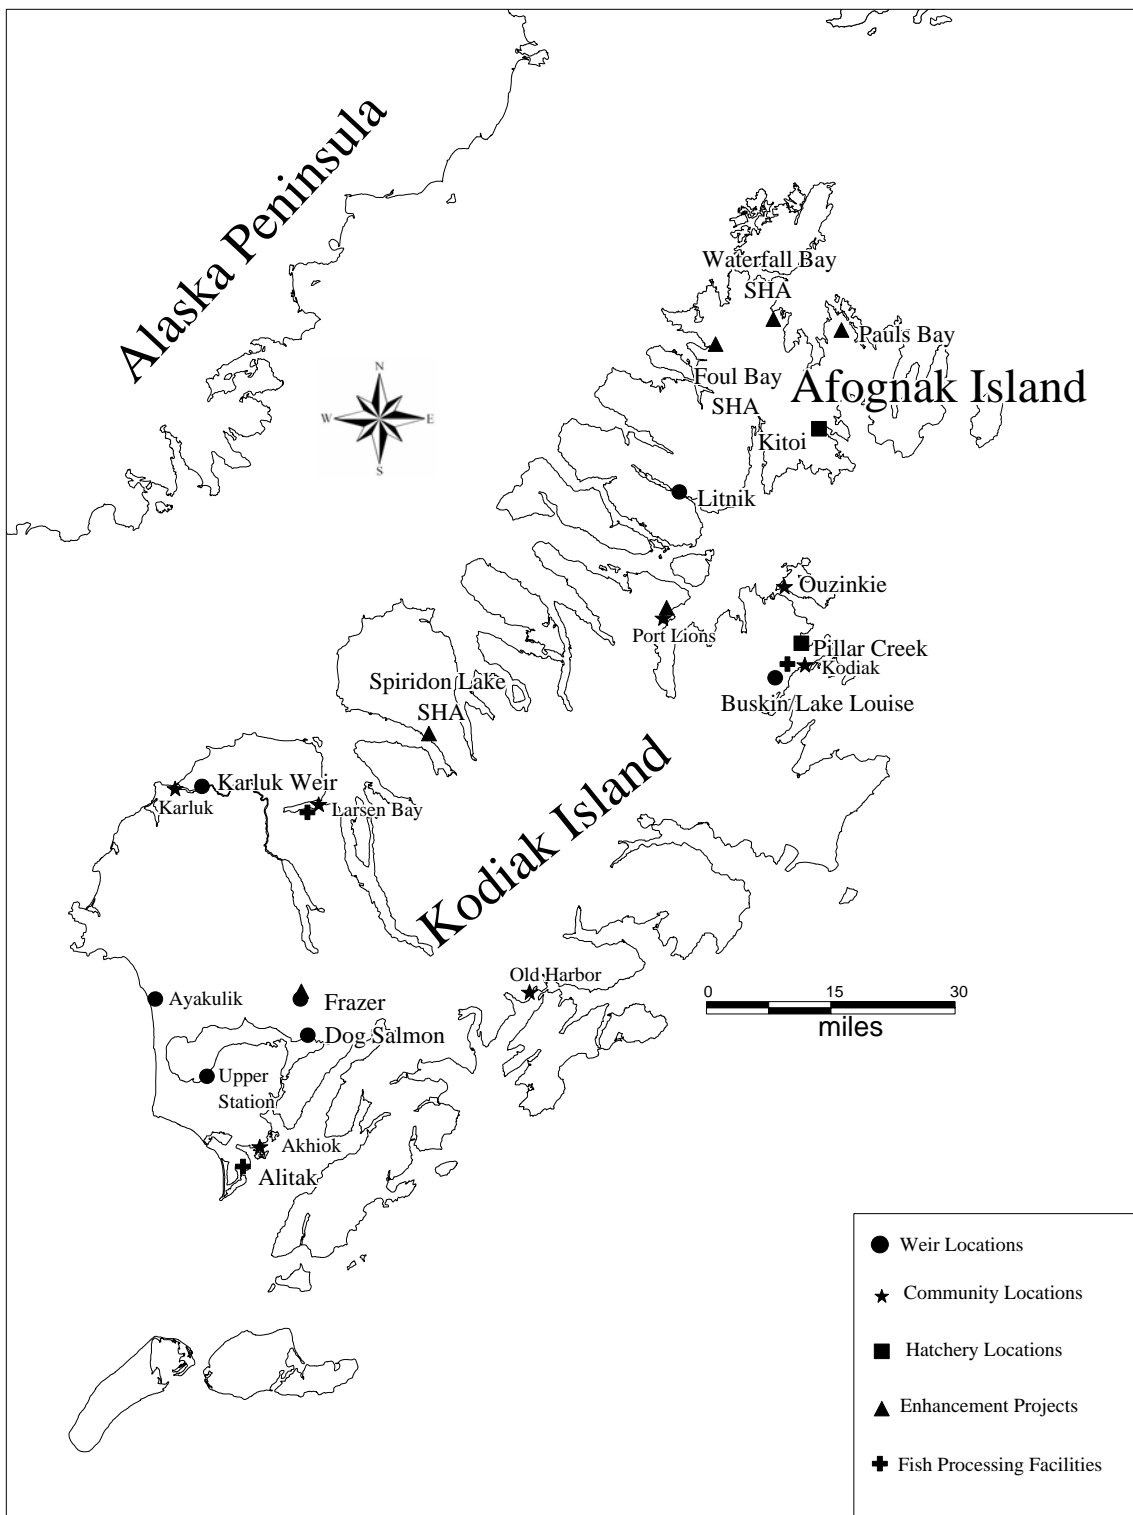 Alaska Peninsula
Waterfall Bay
SHA
Pauls Bay
Foul Bay
SHA
Afognak Island
N
W
E
S
Kitoi
Litnik
Ouzinkie
Port Lions
Pillar Creek
Kodiak
Buskin/Lake Louise
Spiridon Lake
SHA
Karluk Weir
Karluk
Larsen Bay
Kodiak Island
Old Harbor
Ayakulik
Frazer
0
15
30
miles
Dog Salmon
Upper
Station
Akhiok
Alitak
Weir Locations
Community Locations
Hatchery Locations
Enhancement Projects
Fish Processing Facilities